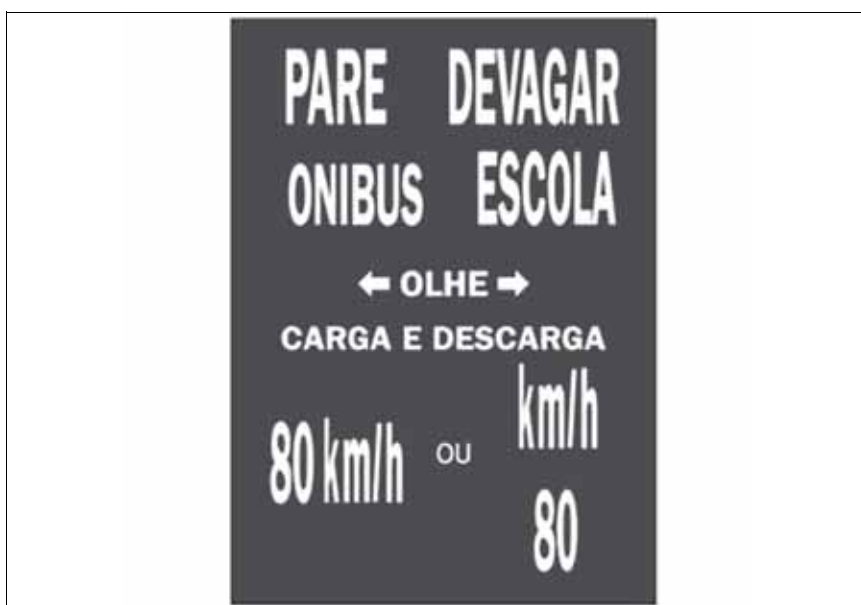 PARE DEVAGAR
ONIBUS ESCOLA
← OLHE →
CARGA E DESCARGA
80 km/h OU km/h
80